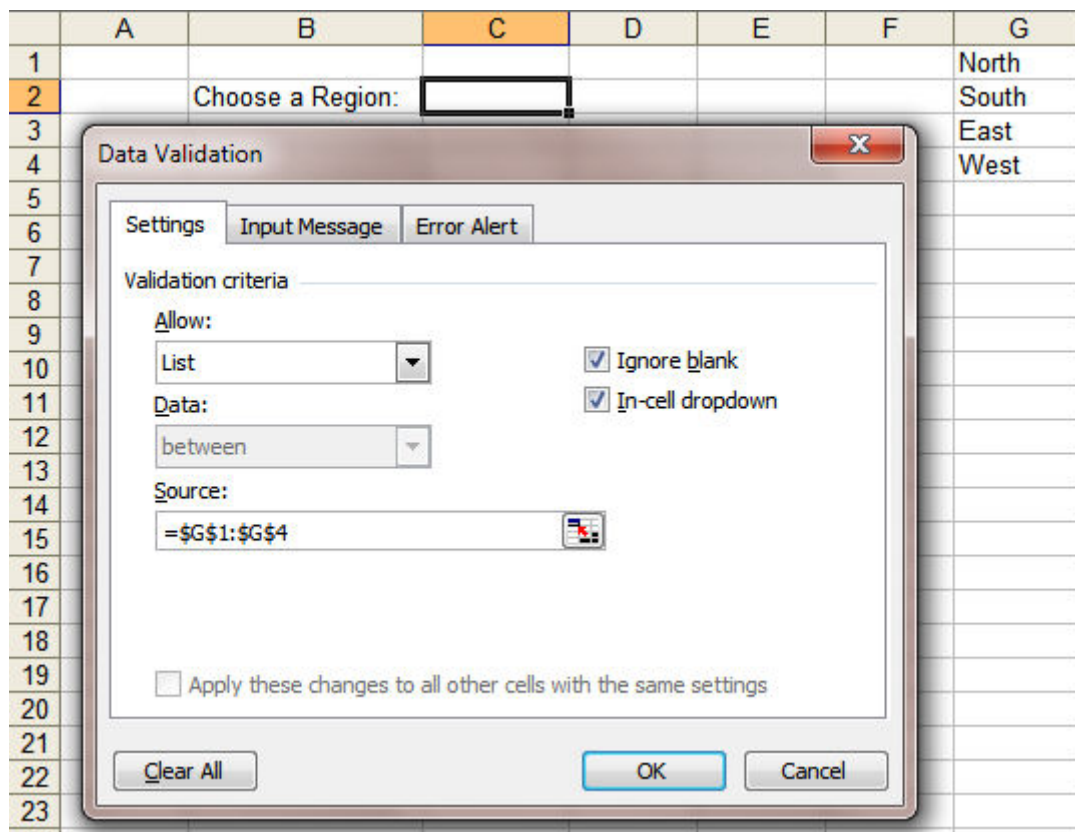 A B C D E F G
1 North
2 Choose a Region: South
3 East
4 West
5
6
7
8
9
10
11
12
13
14
15
16
17
18
19
20
21
22
23
Data Validation
Settings Input Message Error Alert
Validation criteria
Allow:
List Ignore blank
In-cell dropdown
Data:
between
Source:
=$G$1:$G$4
Apply these changes to all other cells with the same settings
Clear All OK Cancel